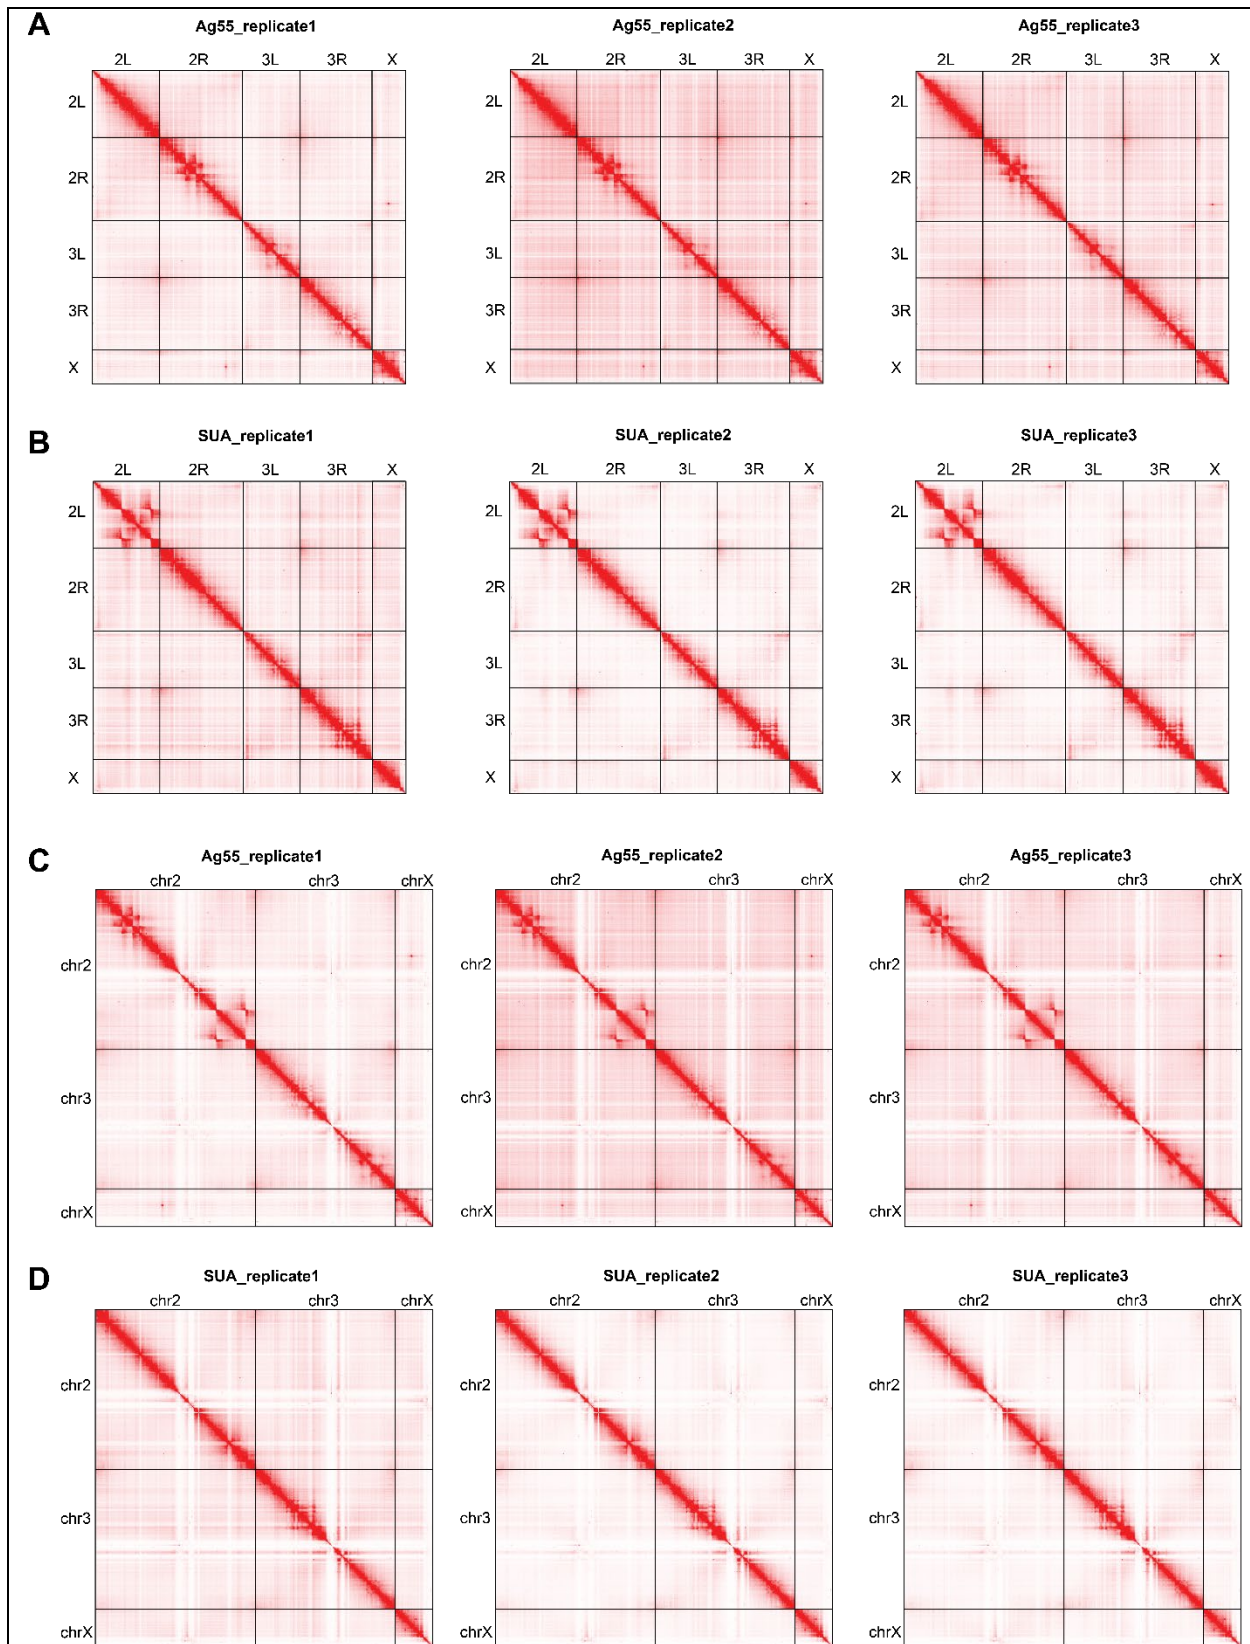 A
Ag55_replicate1 Ag55_replicate2 Ag55_replicate3
2L 2R 3L 3R X 2L 2R 3L 3R X 2L 2R 3L 3R X
2L 2L 2L
2R 2R 2R
3L 3L 3L
3R 3R 3R
X X X
B
SUA_replicate1 SUA_replicate2 SUA_replicate3
2L 2R 3L 3R X 2L 2R 3L 3R X 2L 2R 3L 3R X
2L 2L 2L
2R 2R 2R
3L 3L 3L
3R 3R 3R
X X X
C
Ag55_replicate1 Ag55_replicate2 Ag55_replicate3
chr2 chr3 chrX chr2 chr3 chrX chr2 chr3 chrX
chr2 chr2 chr2
chr3 chr3 chr3
chrX chrX chrX
D
SUA_replicate1 SUA_replicate2 SUA_replicate3
chr2 chr3 chrX chr2 chr3 chrX chr2 chr3 chrX
chr2 chr2 chr2
chr3 chr3 chr3
chrX chrX chrX